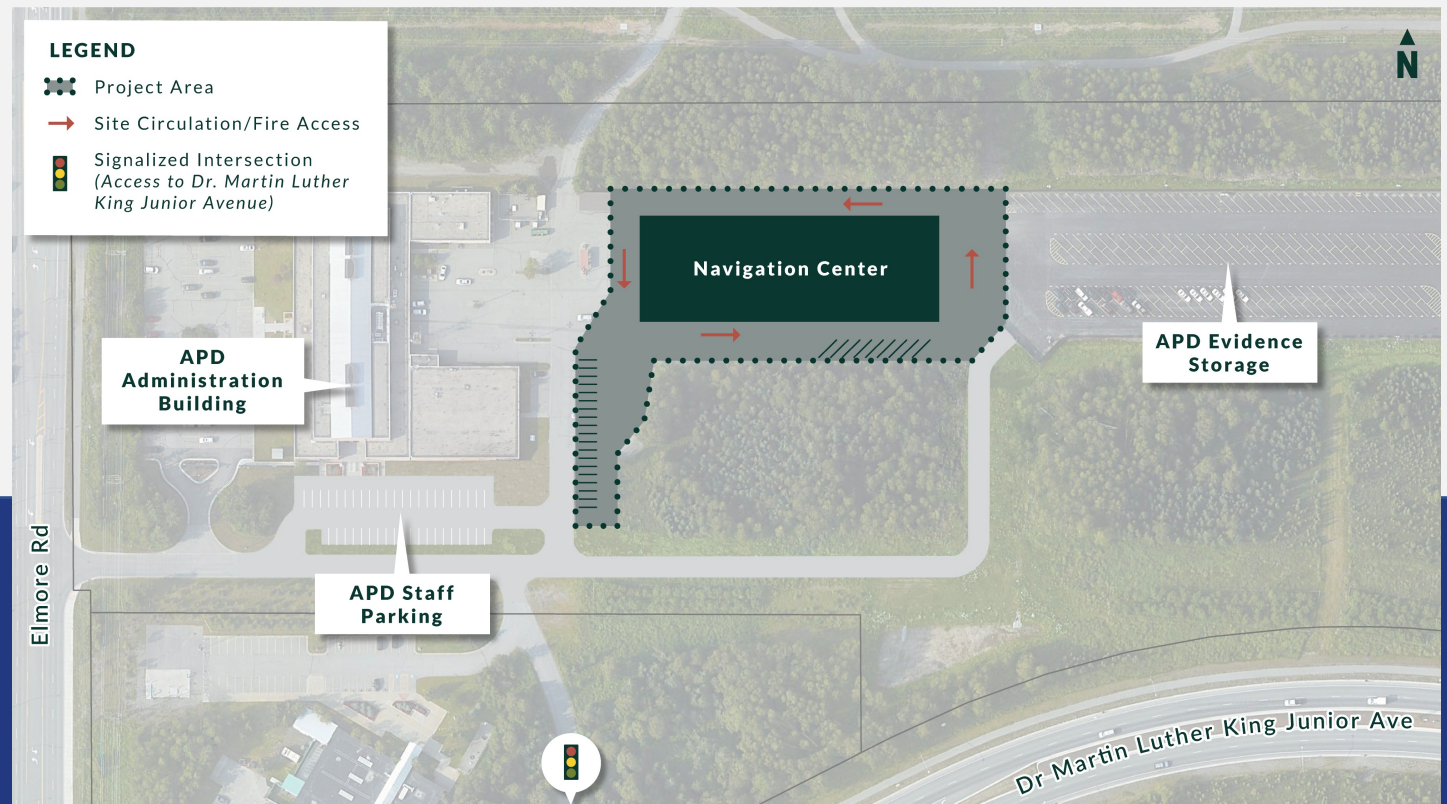 LEGEND
Project Area
Site Circulation/Fire Access
Signalized Intersection
(Access to Dr. Martin Luther
King Junior Avenue)
N
Navigation Center
APD Evidence
Storage
APD
Administration
Building
APD Staff
Parking
Elmore Rd
Dr Martin Luther King Junior Ave